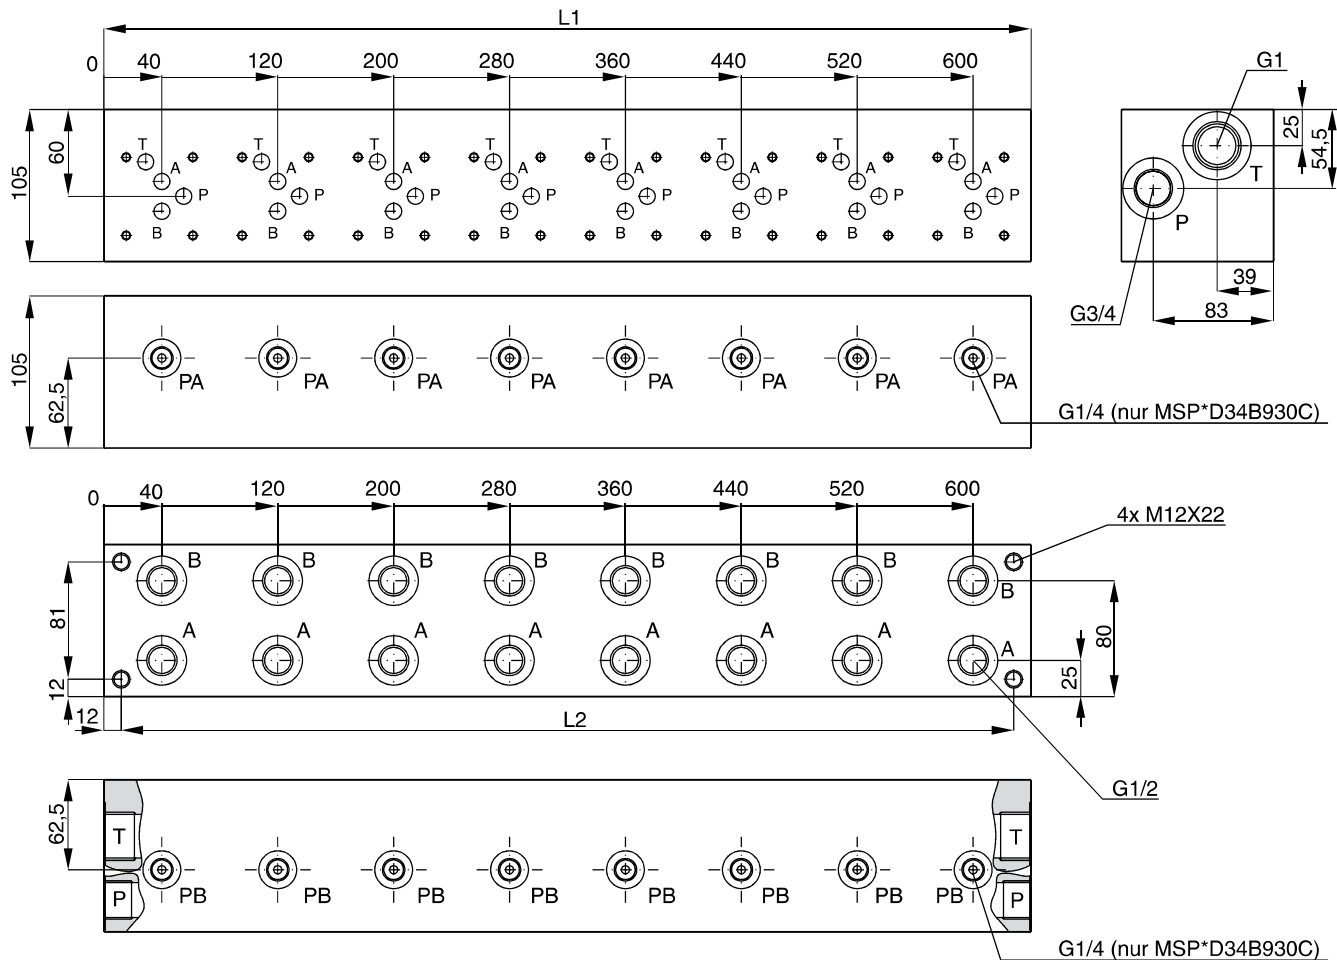 L1
0 40 120 200 280 360 440 520 600
G1
105
60
T A P B T A P B T A P B T A P B T A P B T A P B T A P B T A P B
25
54,5
T
P
39
83
G3/4
105
62,5
PA PA PA PA PA PA PA PA
G1/4 (nur MSP*D34B930C)
0 40 120 200 280 360 440 520 600
4x M12X22
B B B B B B B B
81
80
A A A A A A A A
12
25
12
L2
G1/2
62,5
T T
P P
PB PB PB PB PB PB PB PB
G1/4 (nur MSP*D34B930C)